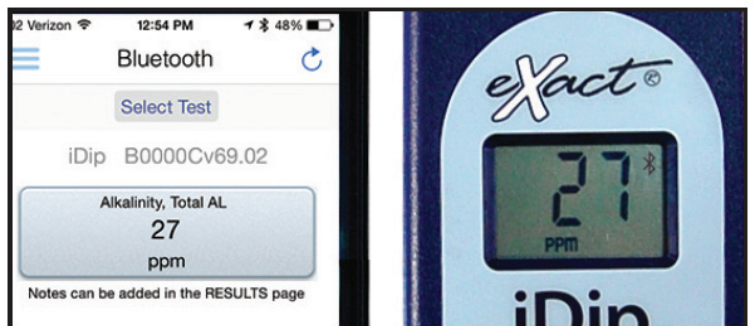 02 Verizon 12:54 PM 48%
Bluetooth
Select Test
iDip B0000Cv69.02
Alkalinity, Total AL
27
ppm
Notes can be added in the RESULTS page
eXact®
27
PPM
iDip